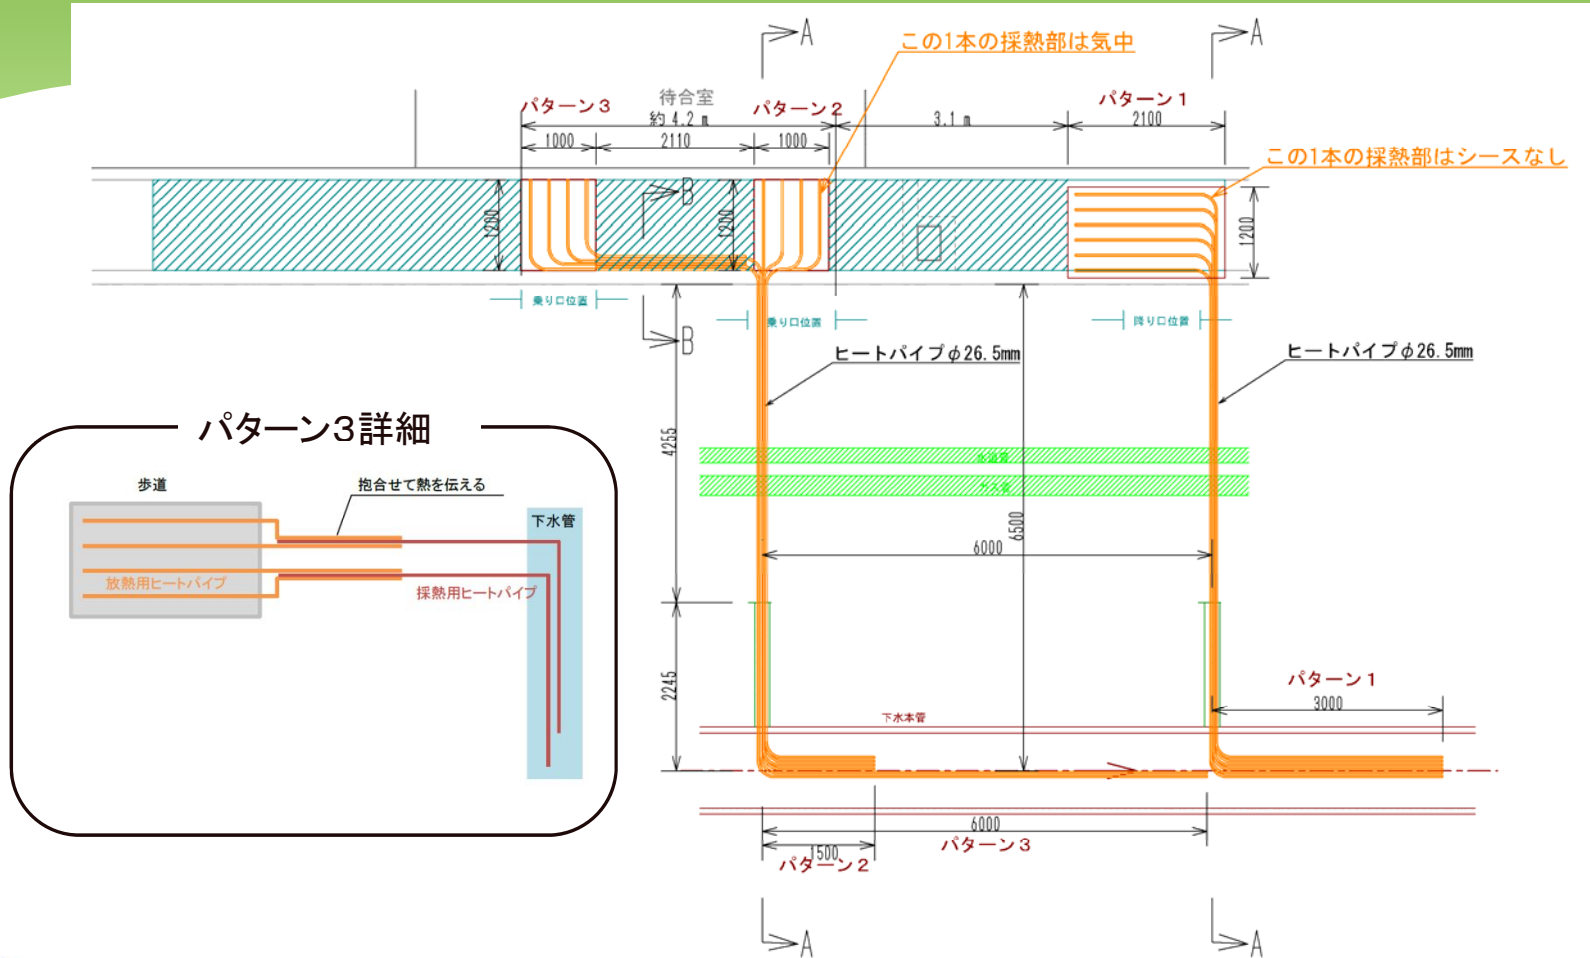 A
A
この1本の採熱部は気中
パターン3
待合室
パターン2
パターン1
約 4.2 m
3.1 m
2100
1000
2110
1000
この1本の採熱部はシースなし
B
1200
1200
1200
乗り口位置
乗り口位置
降り口位置
B
ヒートパイプφ26.5mm
ヒートパイプφ26.5mm
パターン3詳細
4255
水道管
ガス管
歩道
抱合せて熱を伝える
下水管
6500
6000
放熱用ヒートパイプ
採熱用ヒートパイプ
2245
パターン1
3000
下水本管
6000
1500
パターン3
パターン2
A
A